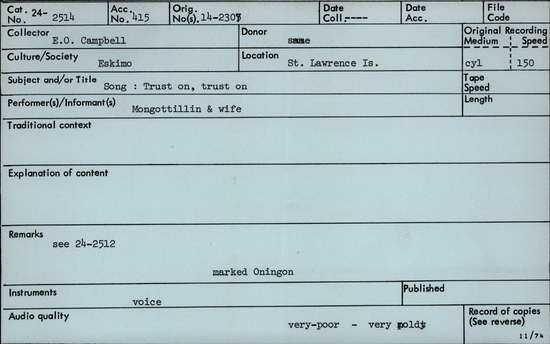 Cat. 24- 2514 Acc. No. 415 Orig. No(s). 14-2307 Date Coll. ---- Date Acc. File Code
Collector E.O. Campbell Donor same Original Recording Medium Speed
Culture/Society Eskimo Location St. Lawrence Is. cyl 150
Subject and/or Title Song : Trust on, trust on Tape Speed
Performer(s)/Informant(s) Mongottillin & wife Length
Traditional context
Explanation of content
Remarks see 24-2512
marked Oningon
Instruments voice Published
Audio quality very-poor - very moldy Record of copies (See reverse)
11/74